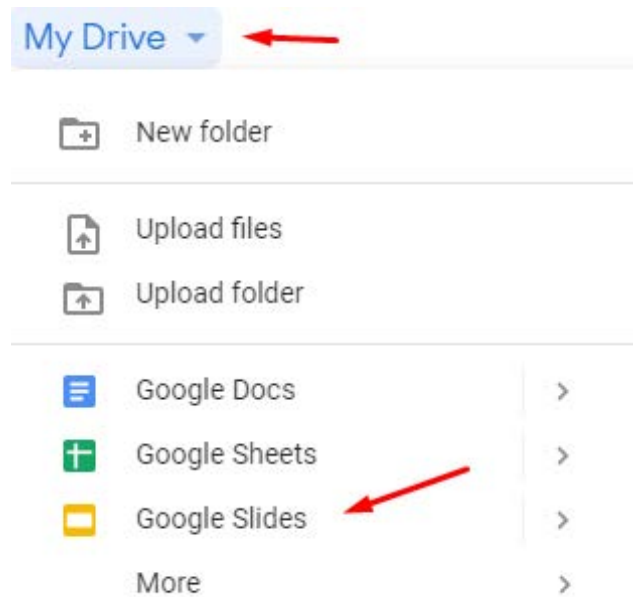 My Drive
New folder
Upload files
Upload folder
Google Docs
Google Sheets
Google Slides
More